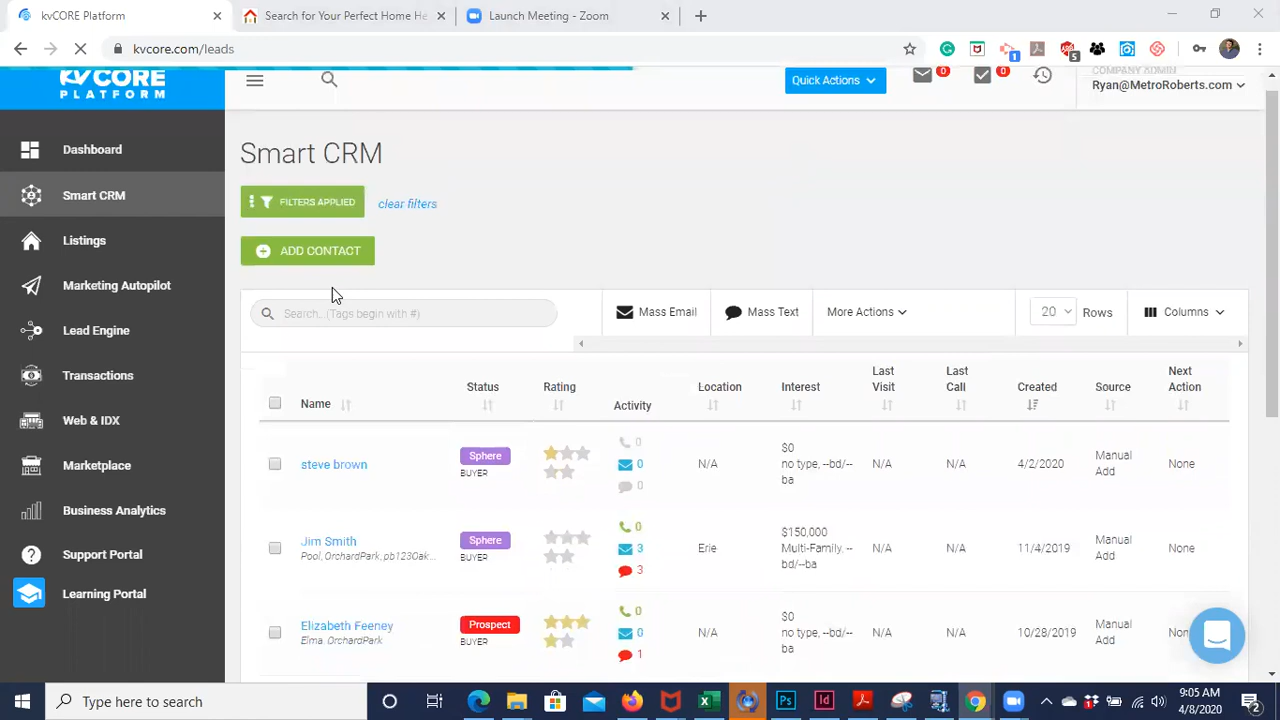 kvCORE Platform
Search for Your Perfect Home He
Launch Meeting - Zoom
kvcore.com/leads
1
5
KVCORE
PLATFORM
Quick Actions
0
0
COMPANY ADMIN
Ryan@MetroRoberts.com
Dashboard
Smart CRM
Listings
Marketing Autopilot
Lead Engine
Transactions
Web & IDX
Marketplace
Business Analytics
Support Portal
Learning Portal
Smart CRM
FILTERS APPLIED
clear filters
ADD CONTACT
Search...(Tags begin with #)
Mass Email
Mass Text
More Actions
20
Rows
Columns
Name
Status
Rating
Activity
Location
Interest
Last
Visit
Last
Call
Created
Source
Next
Action
steve brown
Sphere
BUYER
0
0
0
N/A
$0
no type, --bd/--
ba
N/A
N/A
4/2/2020
Manual
Add
None
Jim Smith
Pool, OrchardPark, pb123Oak...
Sphere
BUYER
0
3
3
Erie
$150,000
Multi-Family, --
bd/--ba
N/A
N/A
11/4/2019
Manual
Add
None
Elizabeth Feeney
Elma, OrchardPark
Prospect
BUYER
0
0
1
N/A
$0
no type, --bd/--
ba
N/A
N/A
10/28/2019
Manual
Add
Type here to search
9:05 AM
4/8/2020
2